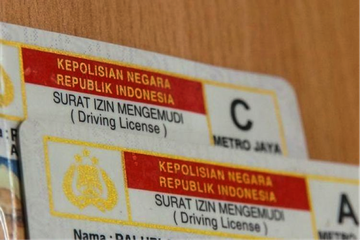 KEPOLISIAN NEGARA
REPUBLIK INDONESIA
SURAT IZIN MENGEMUDI
( Driving License )
C
METRO JAYA
KEPOLISIAN NEGARA
REPUBLIK INDONESIA
SURAT IZIN MENGEMUDI
( Driving License )
A
METRO
Nama :